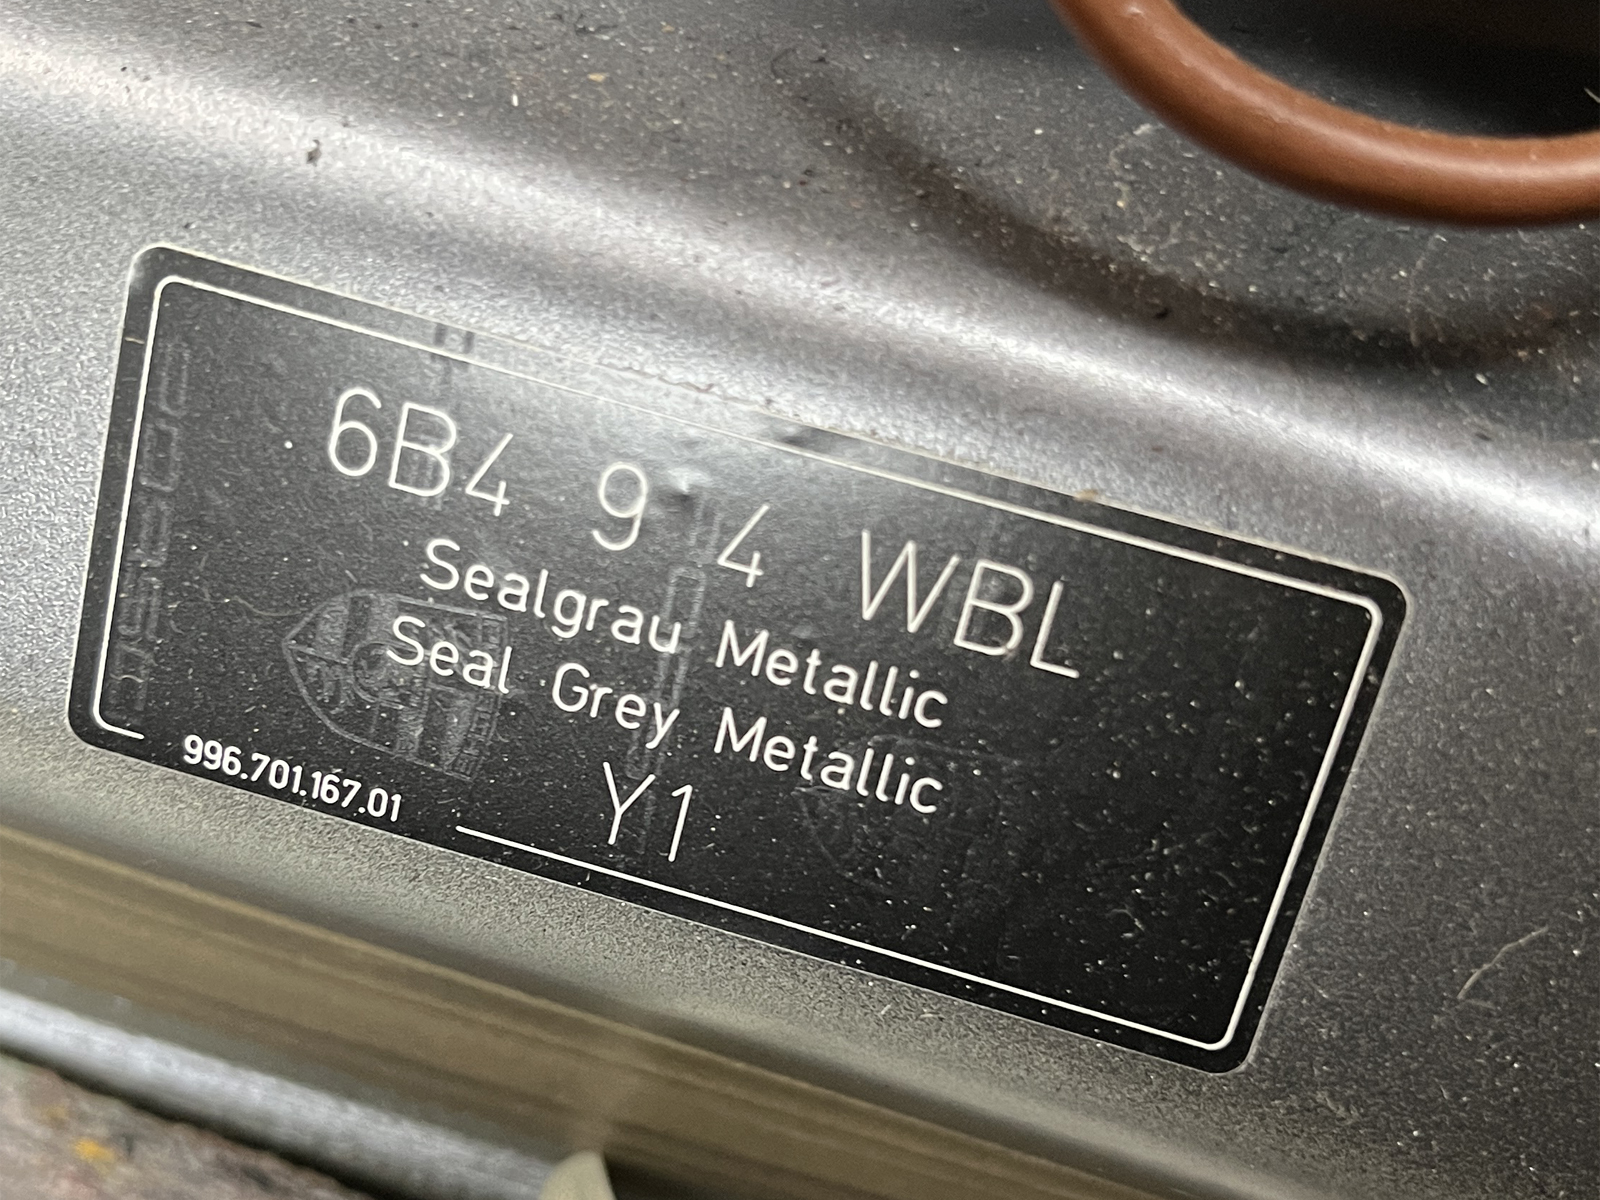 6B4 9 4 WBL
Sealgrau Metallic
Seal Grey Metallic
Y1
996.701.167.01